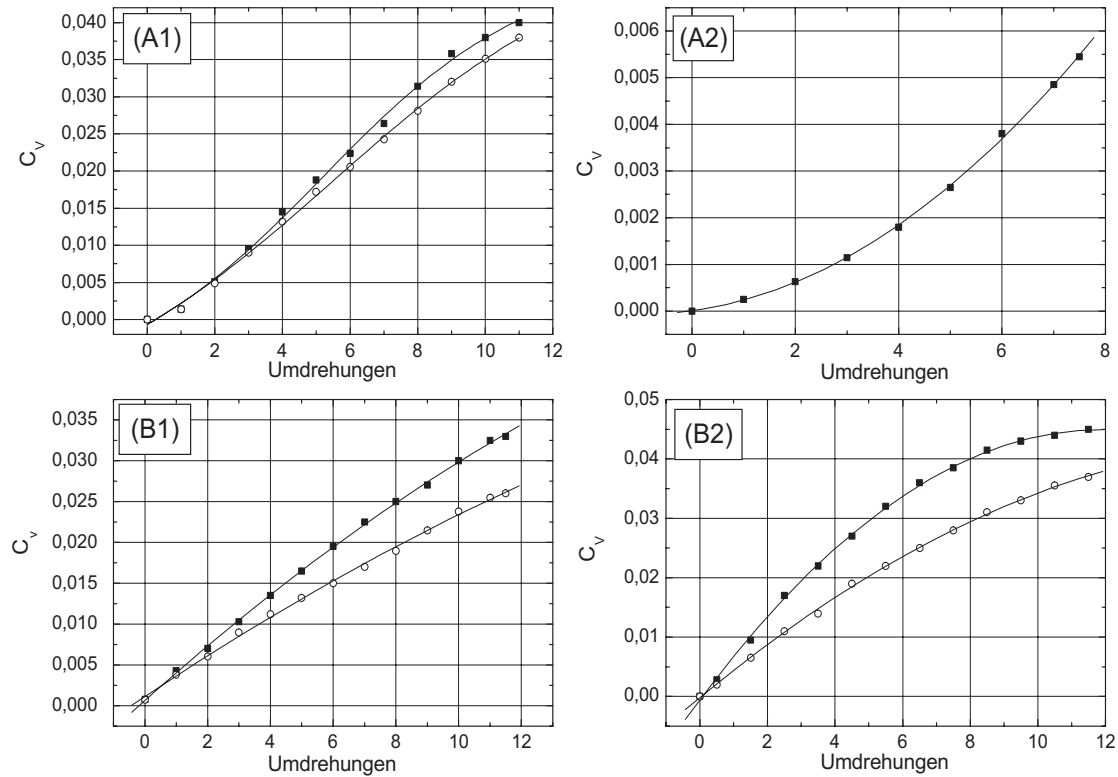 (A1)
C_V
0,040
0,035
0,030
0,025
0,020
0,015
0,010
0,005
0,000
0 2 4 6 8 10 12
Umdrehungen
(A2)
C_V
0,006
0,005
0,004
0,003
0,002
0,001
0,000
0 2 4 6 8
Umdrehungen
(B1)
C_v
0,035
0,030
0,025
0,020
0,015
0,010
0,005
0,000
0 2 4 6 8 10 12
Umdrehungen
(B2)
C_V
0,05
0,04
0,03
0,02
0,01
0,00
0 2 4 6 8 10 12
Umdrehungen